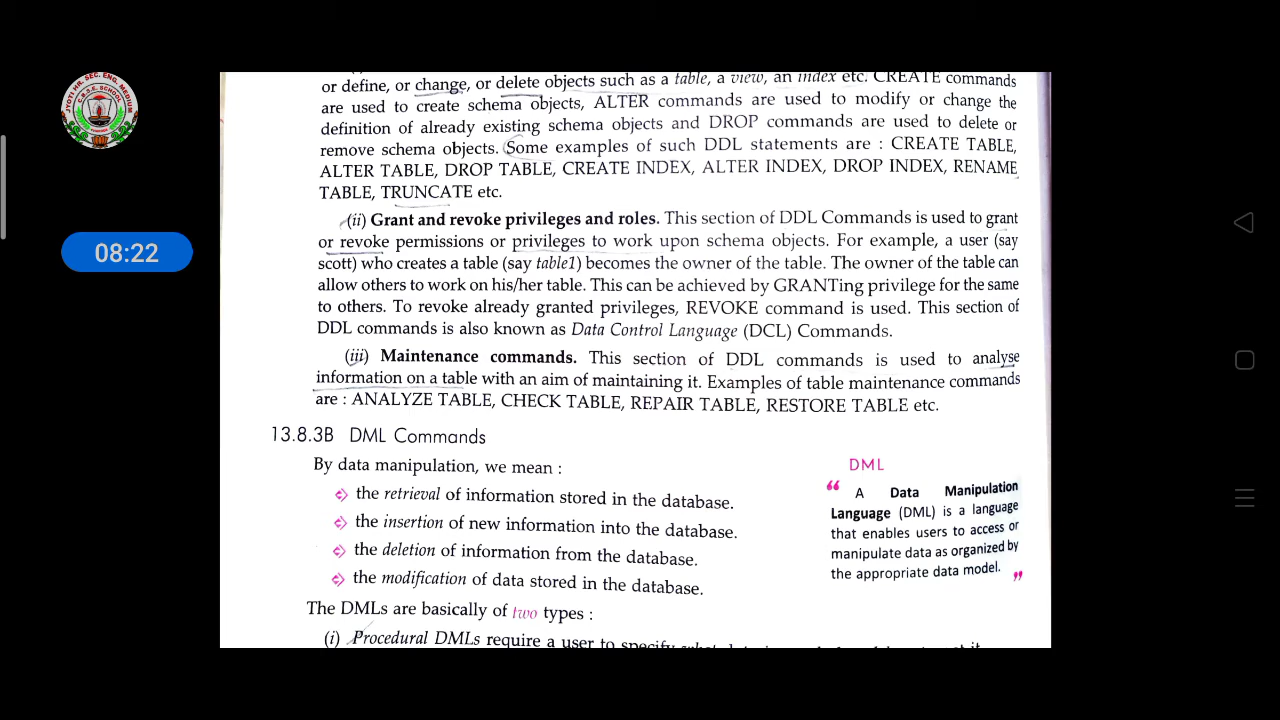 JYOTI HR. SEC. ENG. MEDIUM
C.B.S.E. SCHOOL
08:22
or define, or change, or delete objects such as a table, a view, an index etc. CREATE commands
are used to create schema objects, ALTER commands are used to modify or change the
definition of already existing schema objects and DROP commands are used to delete or
remove schema objects. Some examples of such DDL statements are : CREATE TABLE,
ALTER TABLE, DROP TABLE, CREATE INDEX, ALTER INDEX, DROP INDEX, RENAME
TABLE, TRUNCATE etc.
(ii) Grant and revoke privileges and roles. This section of DDL Commands is used to grant
or revoke permissions or privileges to work upon schema objects. For example, a user (say
scott) who creates a table (say table1) becomes the owner of the table. The owner of the table can
allow others to work on his/her table. This can be achieved by GRANTing privilege for the same
to others. To revoke already granted privileges, REVOKE command is used. This section of
DDL commands is also known as Data Control Language (DCL) Commands.
(iii) Maintenance commands. This section of DDL commands is used to analyse
information on a table with an aim of maintaining it. Examples of table maintenance commands
are : ANALYZE TABLE, CHECK TABLE, REPAIR TABLE, RESTORE TABLE etc.
13.8.3B DML Commands
By data manipulation, we mean :
the retrieval of information stored in the database.
the insertion of new information into the database.
the deletion of information from the database.
the modification of data stored in the database.
The DMLs are basically of two types :
(i) Procedural DMLs require a user to specify what
DML
“ A Data Manipulation
Language (DML) is a language
that enables users to access or
manipulate data as organized by
the appropriate data model. ”